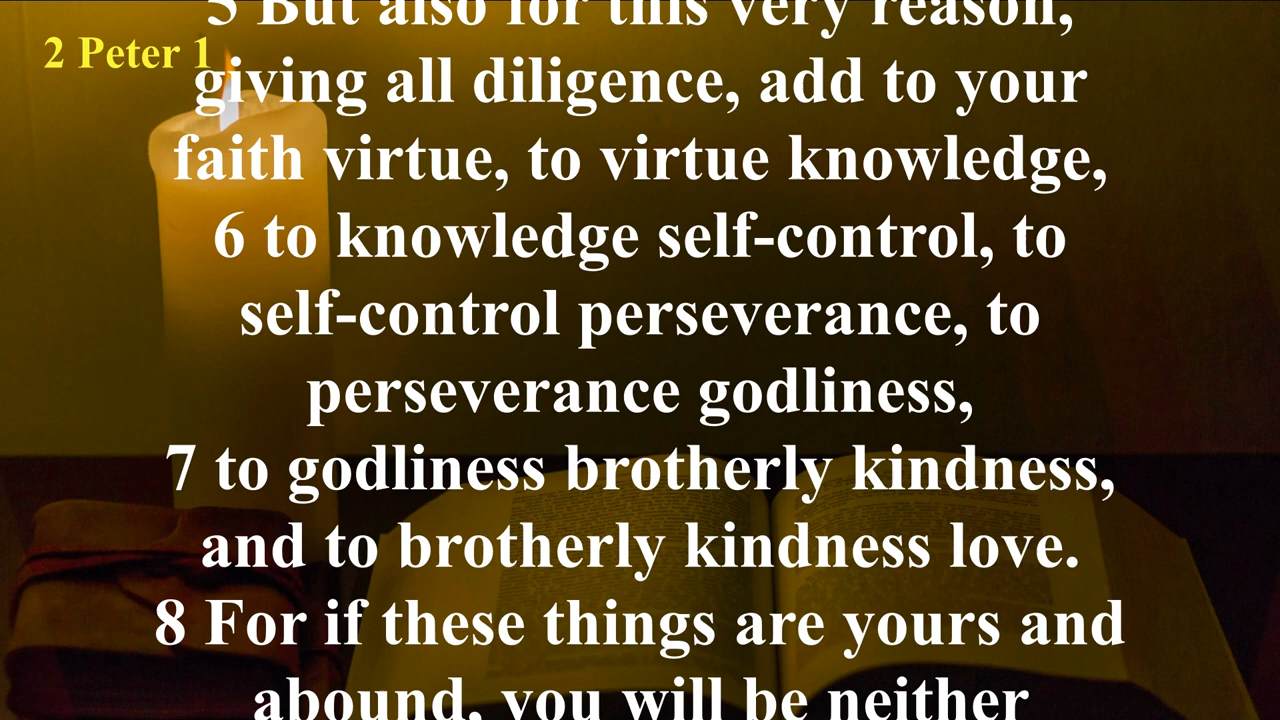 5 But also for this very reason,
2 Peter 1
giving all diligence, add to your
faith virtue, to virtue knowledge,
6 to knowledge self-control, to
self-control perseverance, to
perseverance godliness,
7 to godliness brotherly kindness,
and to brotherly kindness love.
8 For if these things are yours and
abound, you will be neither